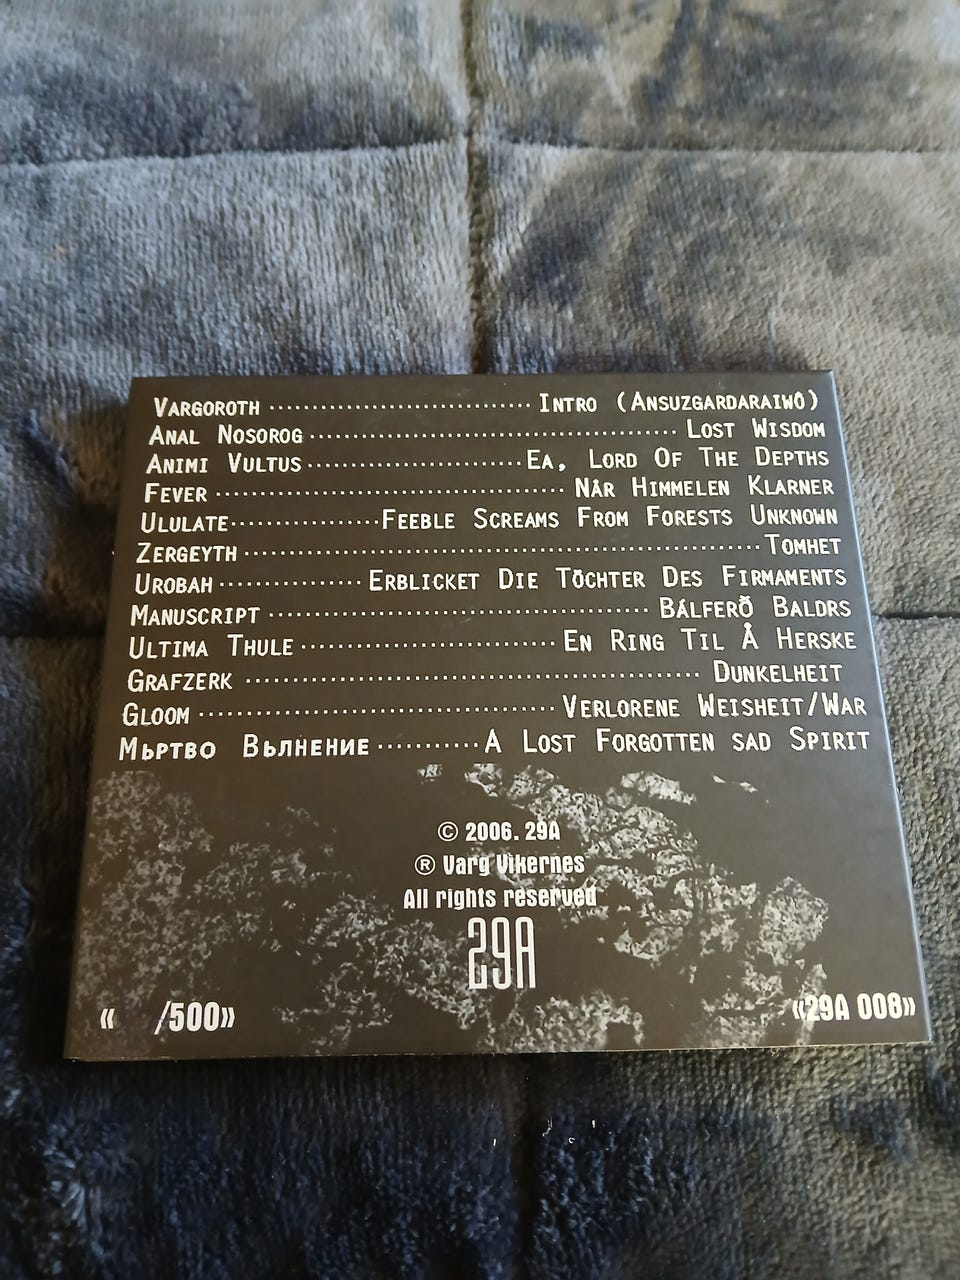 Vargoroth ............................ Intro (Ansuzgardaraiwô)
Anal Nosorog .................................. Lost Wisdom
Animi Vultus .................... Ea, Lord Of The Depths
Fever ................................ Når Himmelen Klarner
Ululate .............. Feeble Screams From Forests Unknown
Zergeyth ................................................ Tomhet
Urobah ............. Erblicket Die Töchter Des Firmaments
Manuscript ................................... Bálferð Baldrs
Ultima Thule ....................... En Ring Til Å Herske
Grafzerk .......................................... Dunkelheit
Gloom ................................ Verlorene Weisheit/War
Мъртво Вълнение ........... A Lost Forgotten sad Spirit
© 2006. 29A
® Varg Vikernes
All rights reserved
29A
« /500»
«29A 008»